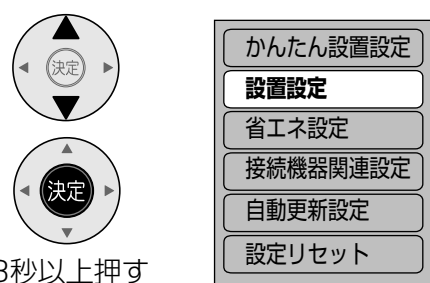 決定
決定
3秒以上押す
かんたん設置設定
設置設定
省エネ設定
接続機器関連設定
自動更新設定
設定リセット